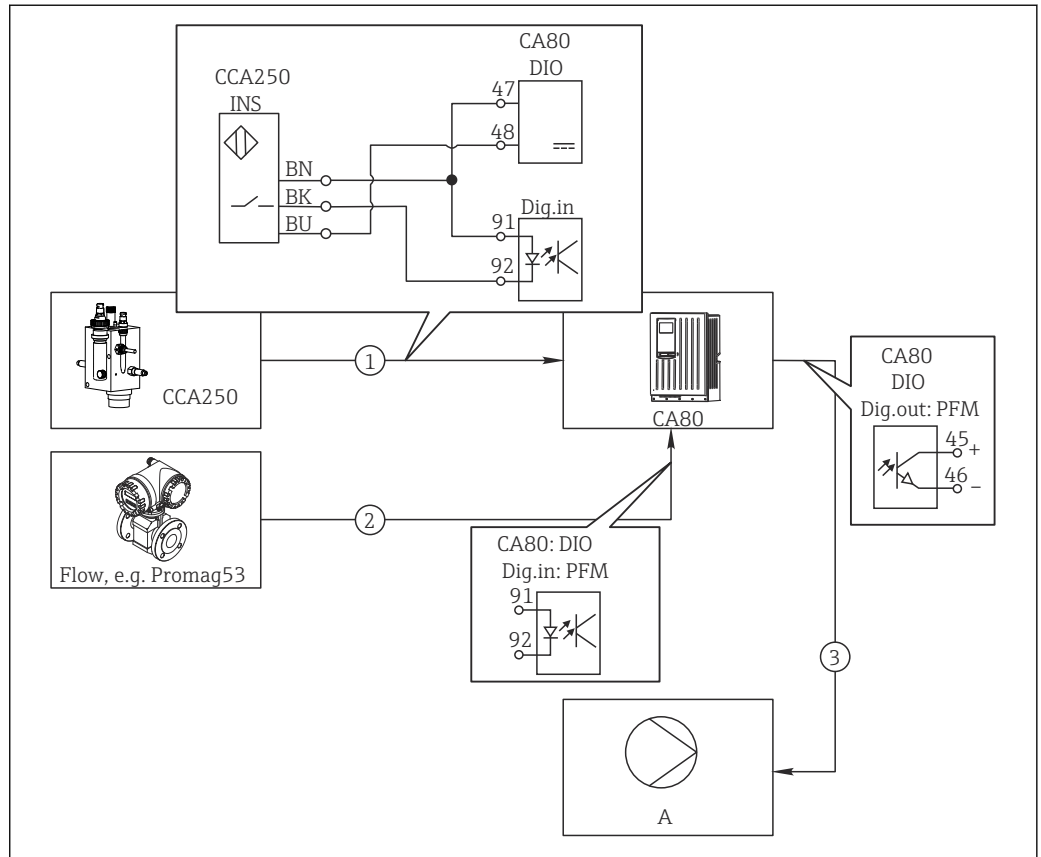 CA80
DIO
CCA250
INS
47
48
BN
BK
BU
Dig.in
91
92
CCA250
1
CA80
CA80
DIO
Dig.out: PFM
45
+
46
−
Flow, e.g. Promag53
2
CA80: DIO
Dig.in: PFM
91
92
3
A